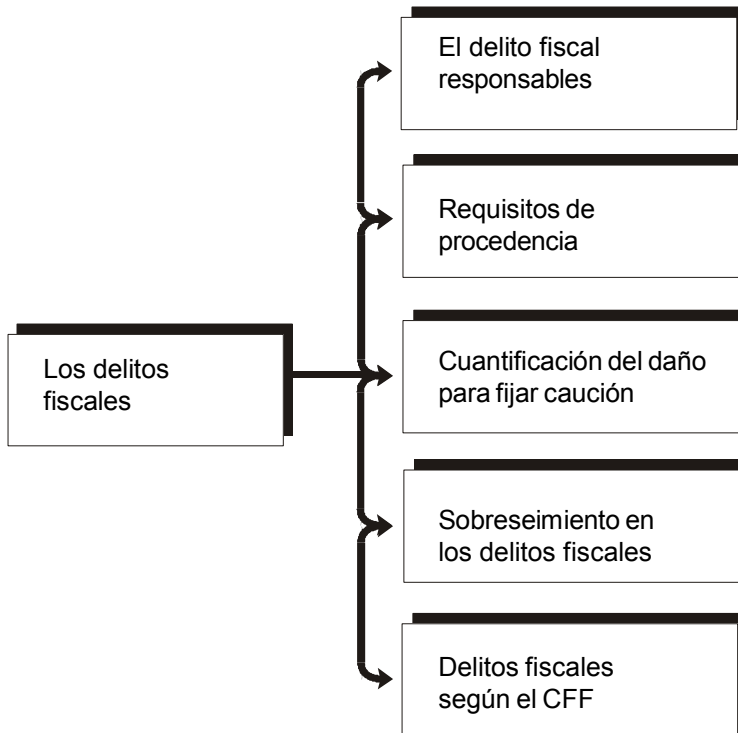 El delito fiscal
responsables
Requisitos de
procedencia
Los delitos
fiscales
Cuantificación del daño
para fijar caución
Sobreseimiento en
los delitos fiscales
Delitos fiscales
según el CFF